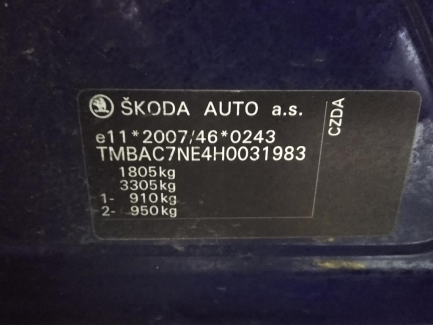 ŠKODA AUTO a.s.
e11*2007/46*0243
TMBAC7NE4H0031983
1805kg
3305kg
1- 910kg
2- 950kg
CZDA